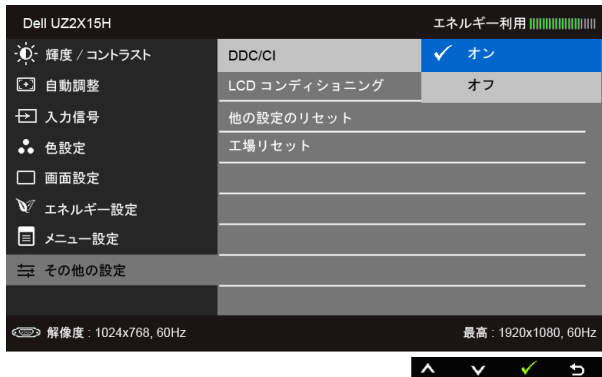 Dell UZ2X15H
エネルギー利用
輝度 / コントラスト
DDC/CI
オン
自動調整
LCD コンディショニング
オフ
入力信号
他の設定のリセット
色設定
工場リセット
画面設定
エネルギー設定
メニュー設定
その他の設定
解像度 : 1024x768, 60Hz
最高 : 1920x1080, 60Hz